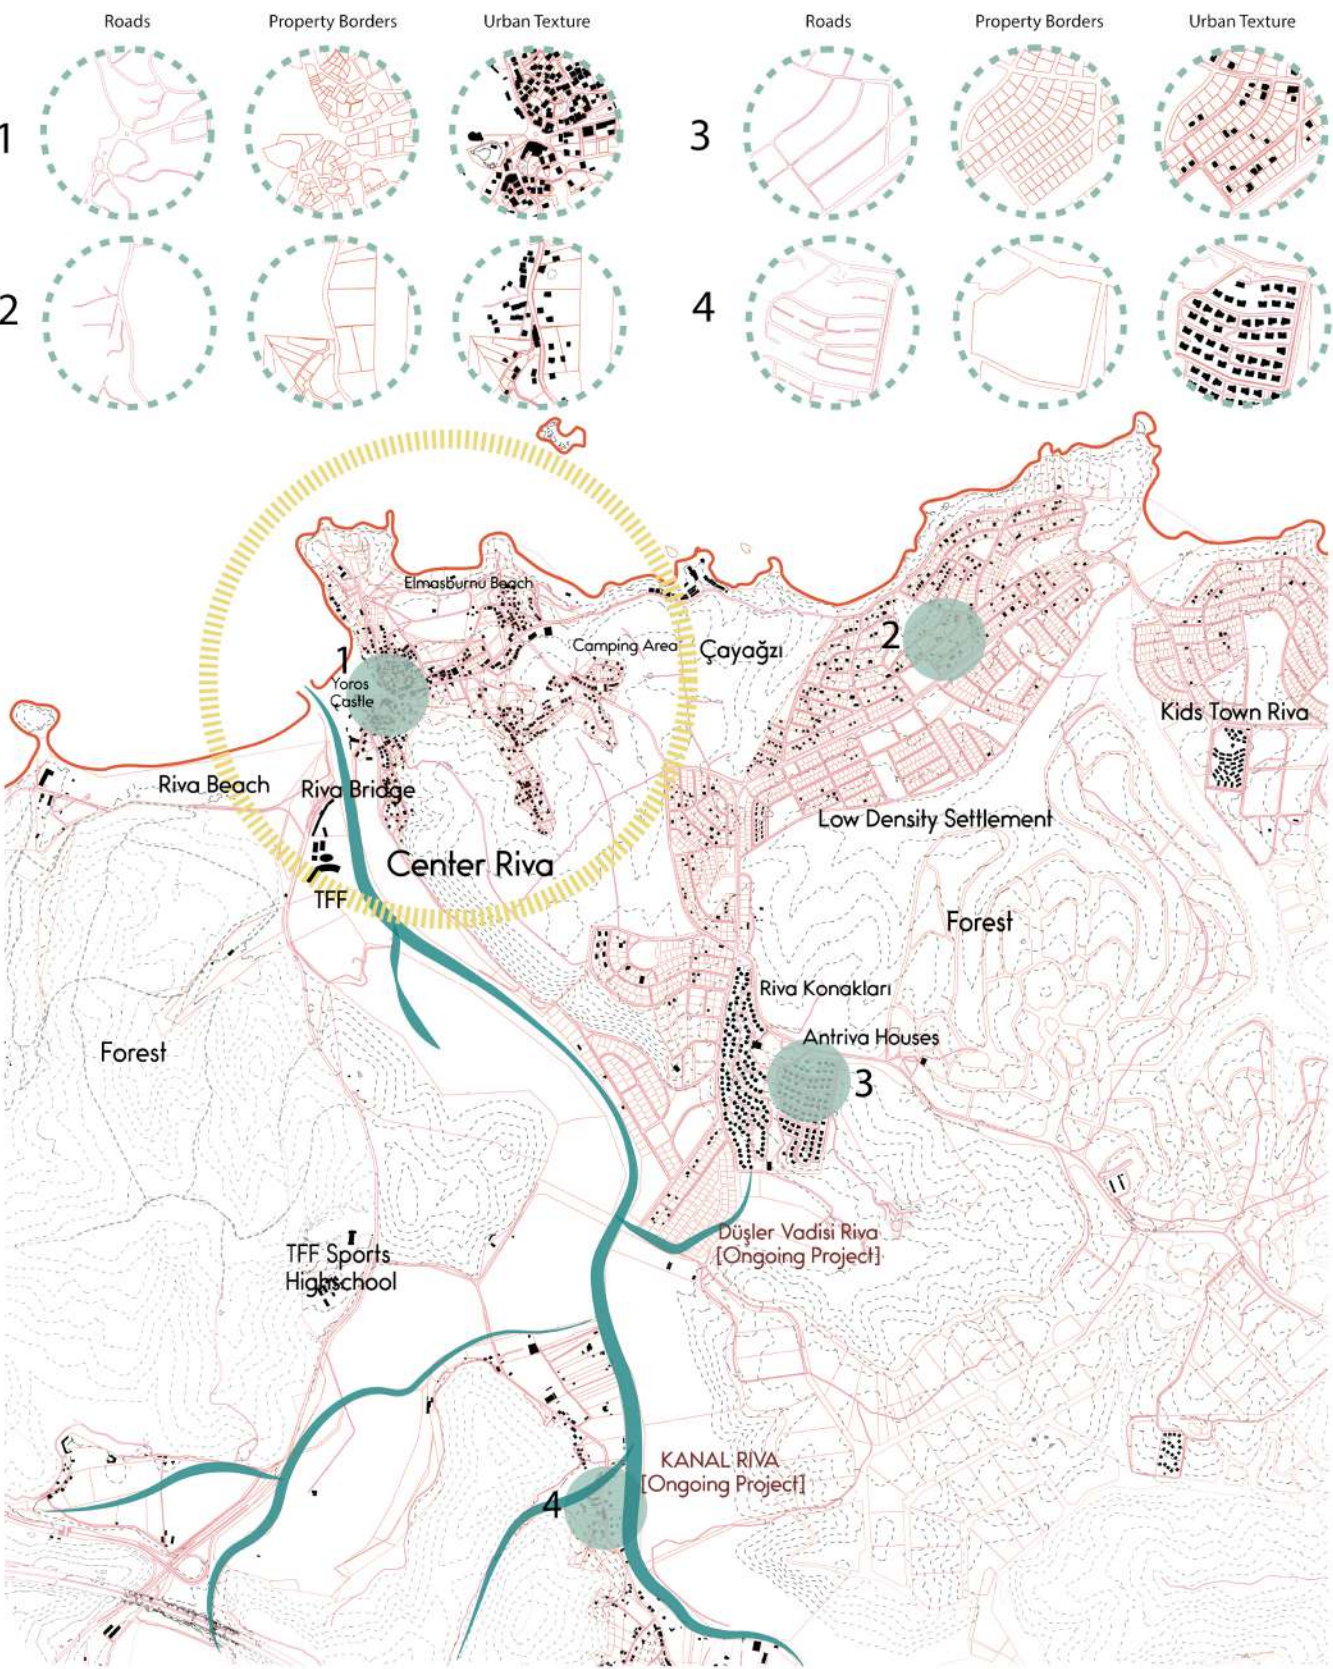 Roads
Property Borders
Urban Texture
Roads
Property Borders
Urban Texture
1
3
2
4
Elmasburnu Beach
1
Yoros
Castle
Camping Area
Çayağzı
2
Kids Town Riva
Riva Beach
Riva Bridge
Low Density Settlement
Center Riva
TFF
Forest
Riva Konakları
Antriva Houses
3
Forest
Düşler Vadisi Riva
[Ongoing Project]
TFF Sports
Highschool
KANAL RIVA
[Ongoing Project]
4